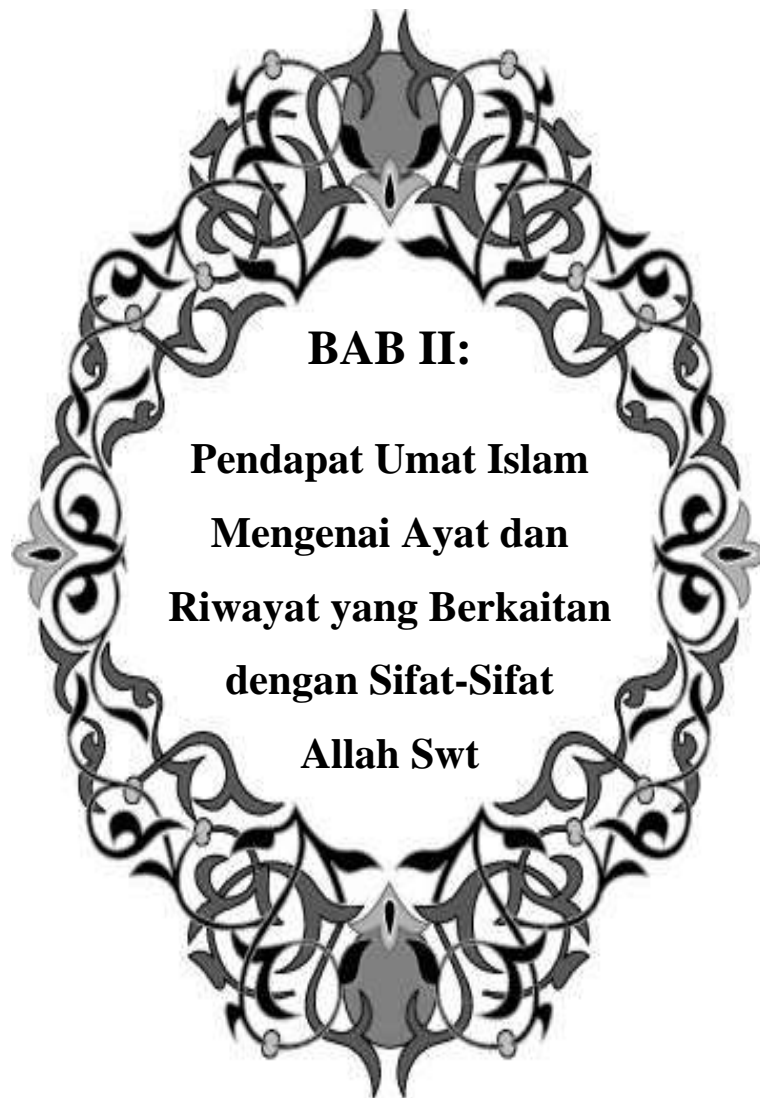 BAB II:
Pendapat Umat Islam
Mengenai Ayat dan
Riwayat yang Berkaitan
dengan Sifat-Sifat
Allah Swt